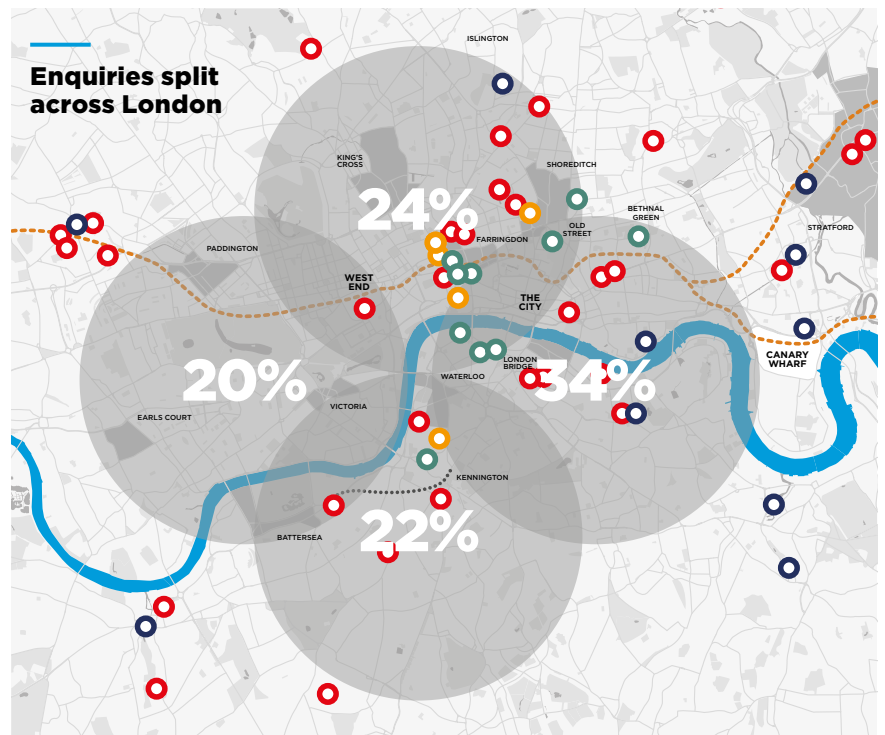 Enquiries split
across London
ISLINGTON
KING'S
CROSS
SHOREDITCH
24%
BETHNAL
GREEN
OLD
STREET
STRATFORD
FARRINGDON
PADDINGTON
WEST
END
THE
CITY
CANARY
WHARF
LONDON
BRIDGE
WATERLOO
20%
34%
VICTORIA
EARLS COURT
KENNINGTON
22%
BATTERSEA